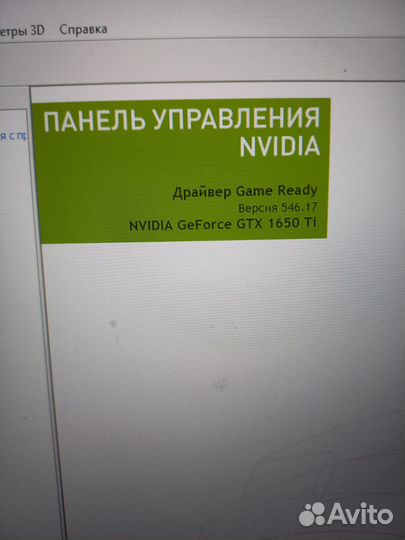 етры 3D Справка
я с пр
ПАНЕЛЬ УПРАВЛЕНИЯ
NVIDIA
Драйвер Game Ready
Версия 546.17
NVIDIA GeForce GTX 1650 Ti
Avito